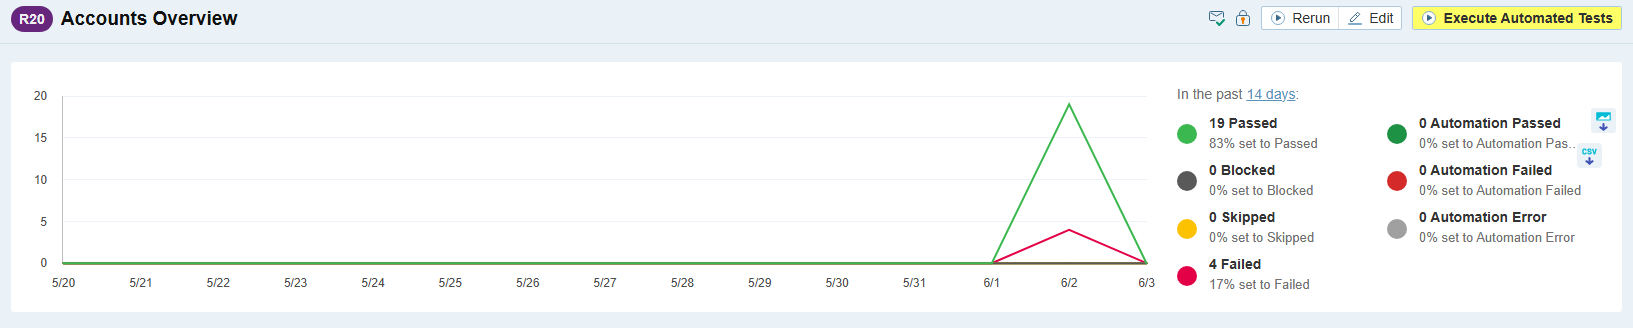 R20 Accounts Overview
Rerun
Edit
Execute Automated Tests
20
15
10
5
0
5/20 5/21 5/22 5/23 5/24 5/25 5/26 5/27 5/28 5/29 5/30 5/31 6/1 6/2 6/3
In the past 14 days:
19 Passed
83% set to Passed
0 Blocked
0% set to Blocked
0 Skipped
0% set to Skipped
4 Failed
17% set to Failed
0 Automation Passed
0% set to Automation Pas...
0 Automation Failed
0% set to Automation Failed
0 Automation Error
0% set to Automation Error
CSV